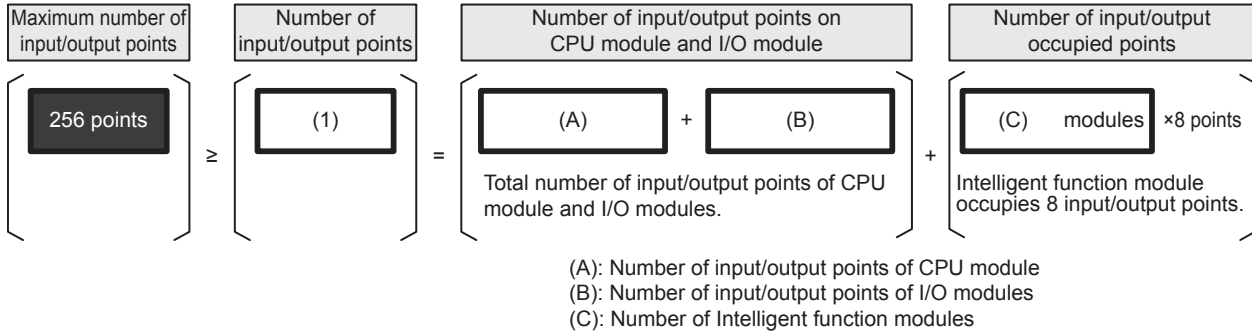 Maximum number of
input/output points
Number of
input/output points
Number of input/output points on
CPU module and I/O module
Number of input/output
occupied points
256 points
≥
(1)
=
(A)
+
(B)
+
(C) modules
×8 points
Total number of input/output points of CPU
module and I/O modules.
Intelligent function module
occupies 8 input/output points.
(A): Number of input/output points of CPU module
(B): Number of input/output points of I/O modules
(C): Number of Intelligent function modules